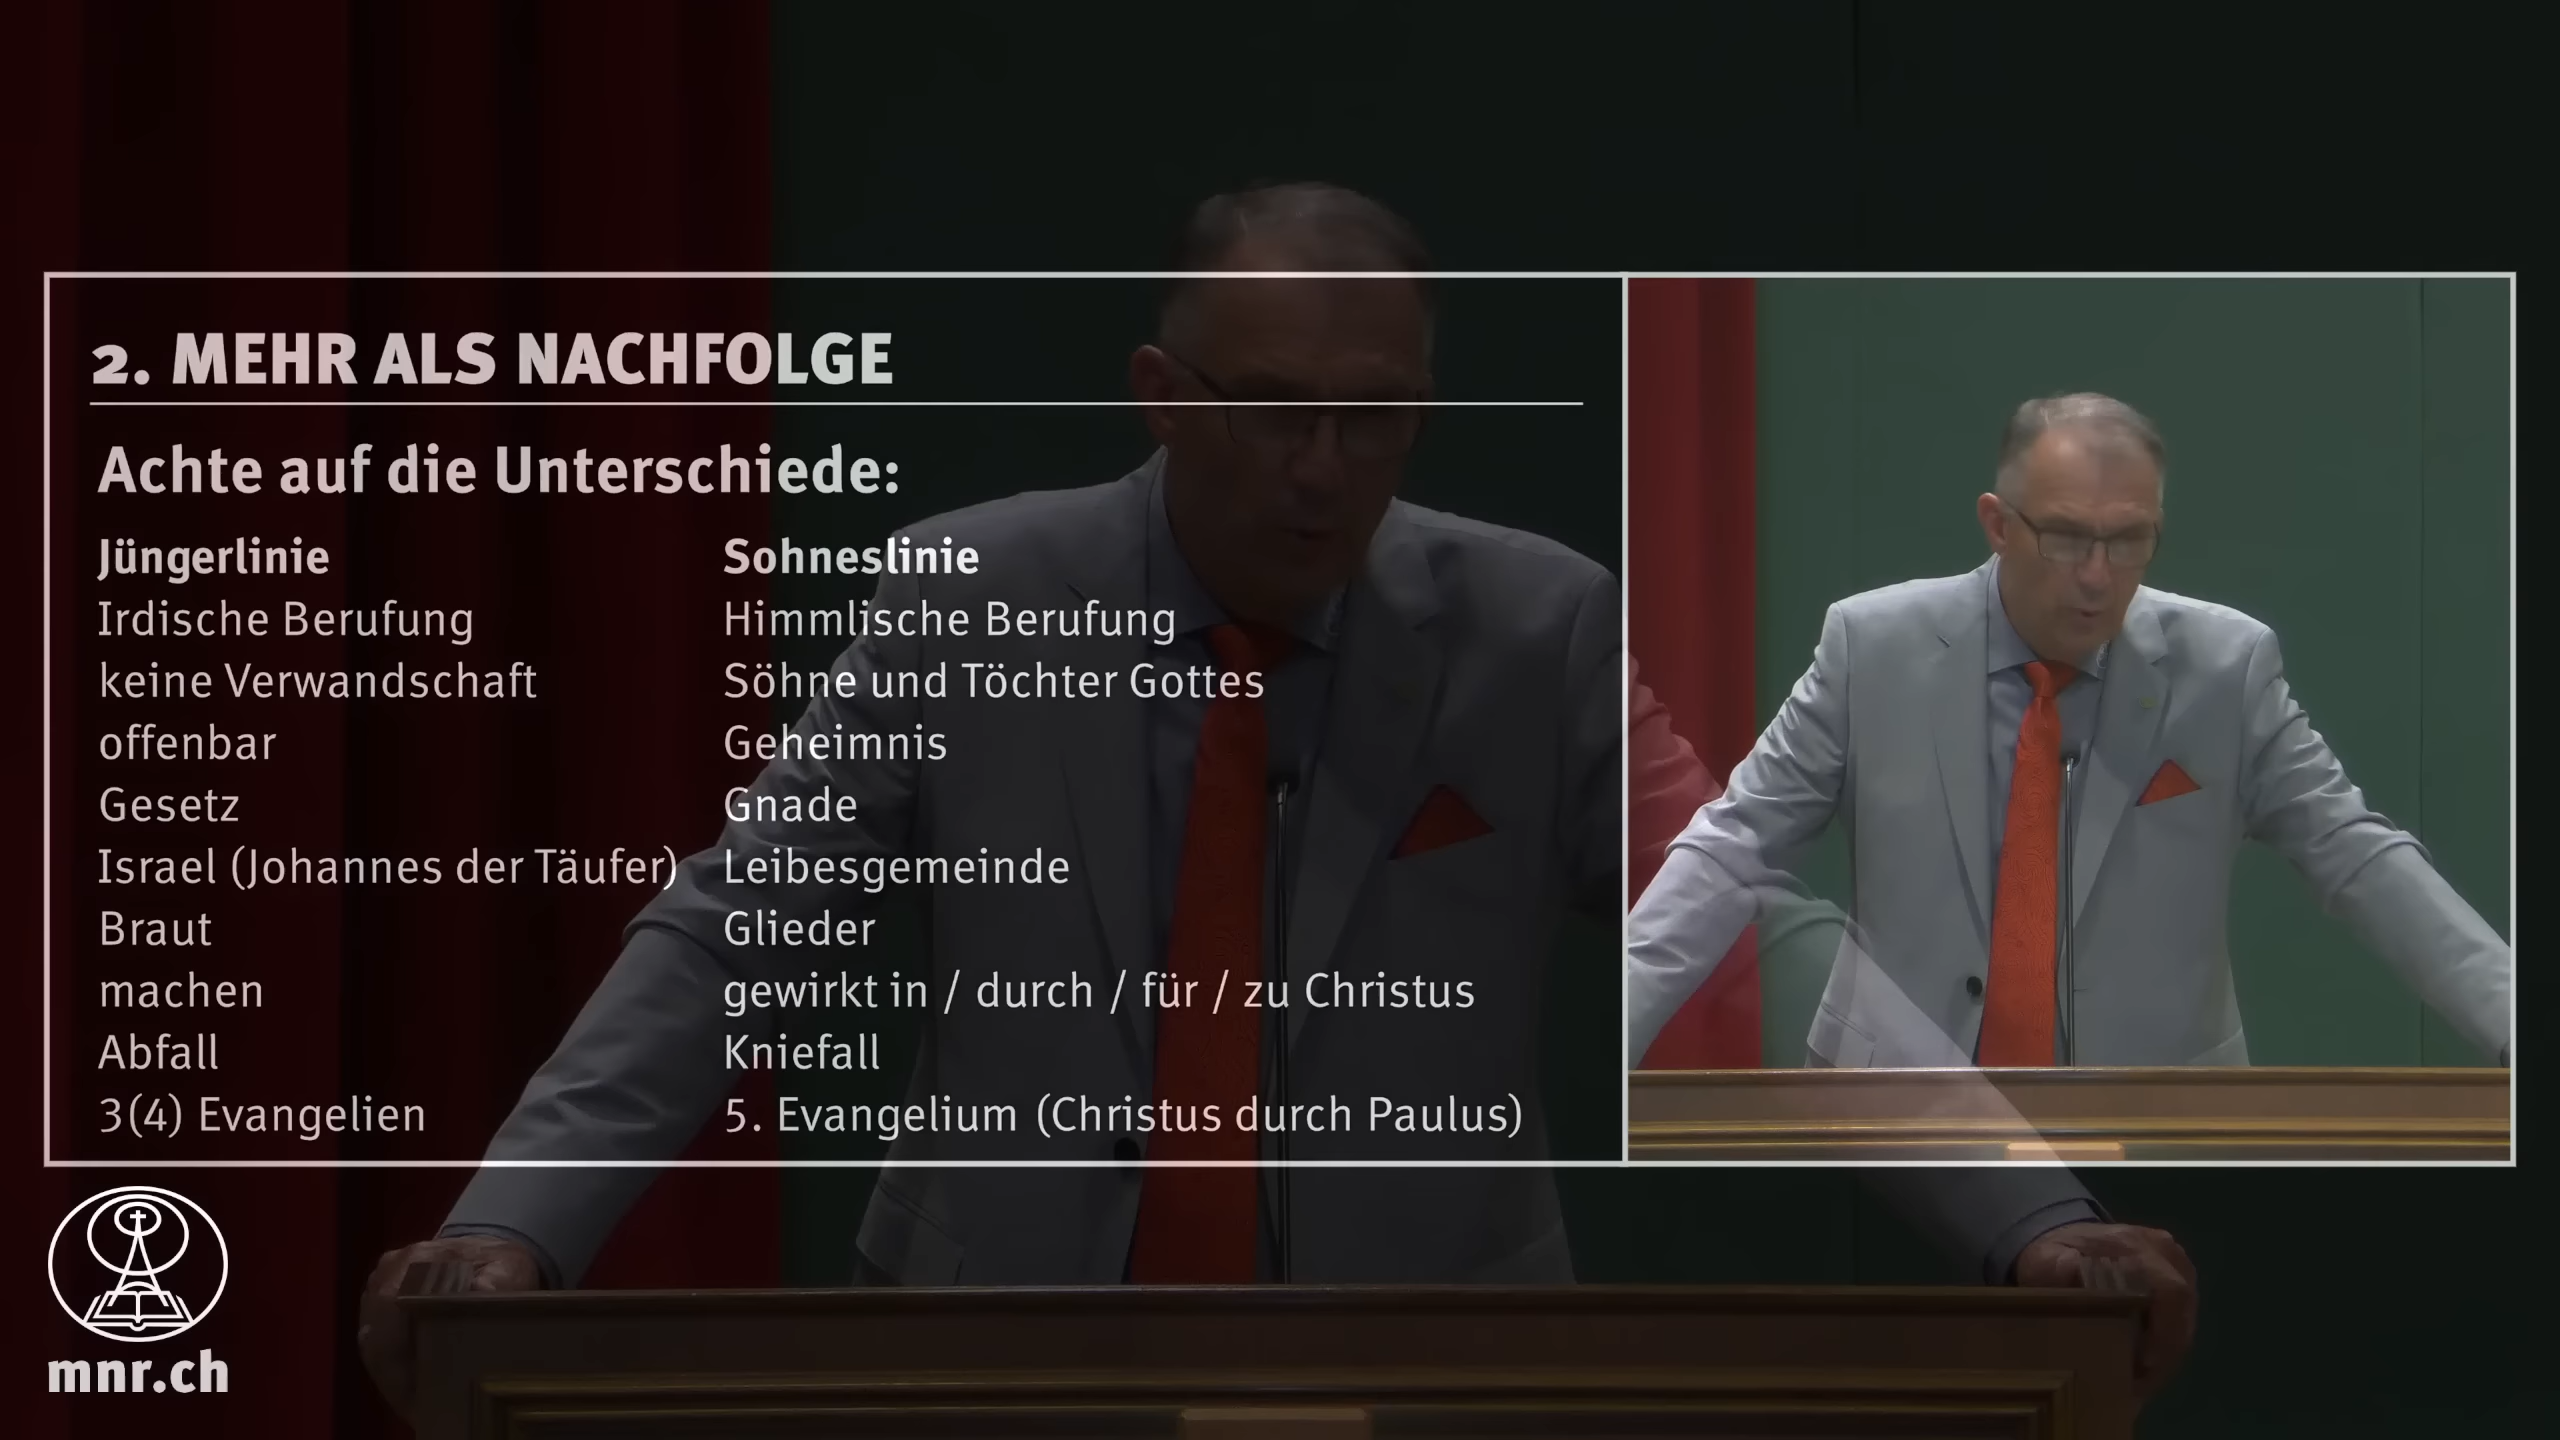 2. MEHR ALS NACHFOLGE
Achte auf die Unterschiede:
Jüngerlinie Sohneslinie
Irdische Berufung Himmlische Berufung
keine Verwandschaft Söhne und Töchter Gottes
offenbar Geheimnis
Gesetz Gnade
Israel (Johannes der Täufer) Leibesgemeinde
Braut Glieder
machen gewirkt in / durch / für / zu Christus
Abfall Kniefall
3(4) Evangelien 5. Evangelium (Christus durch Paulus)
mnr.ch